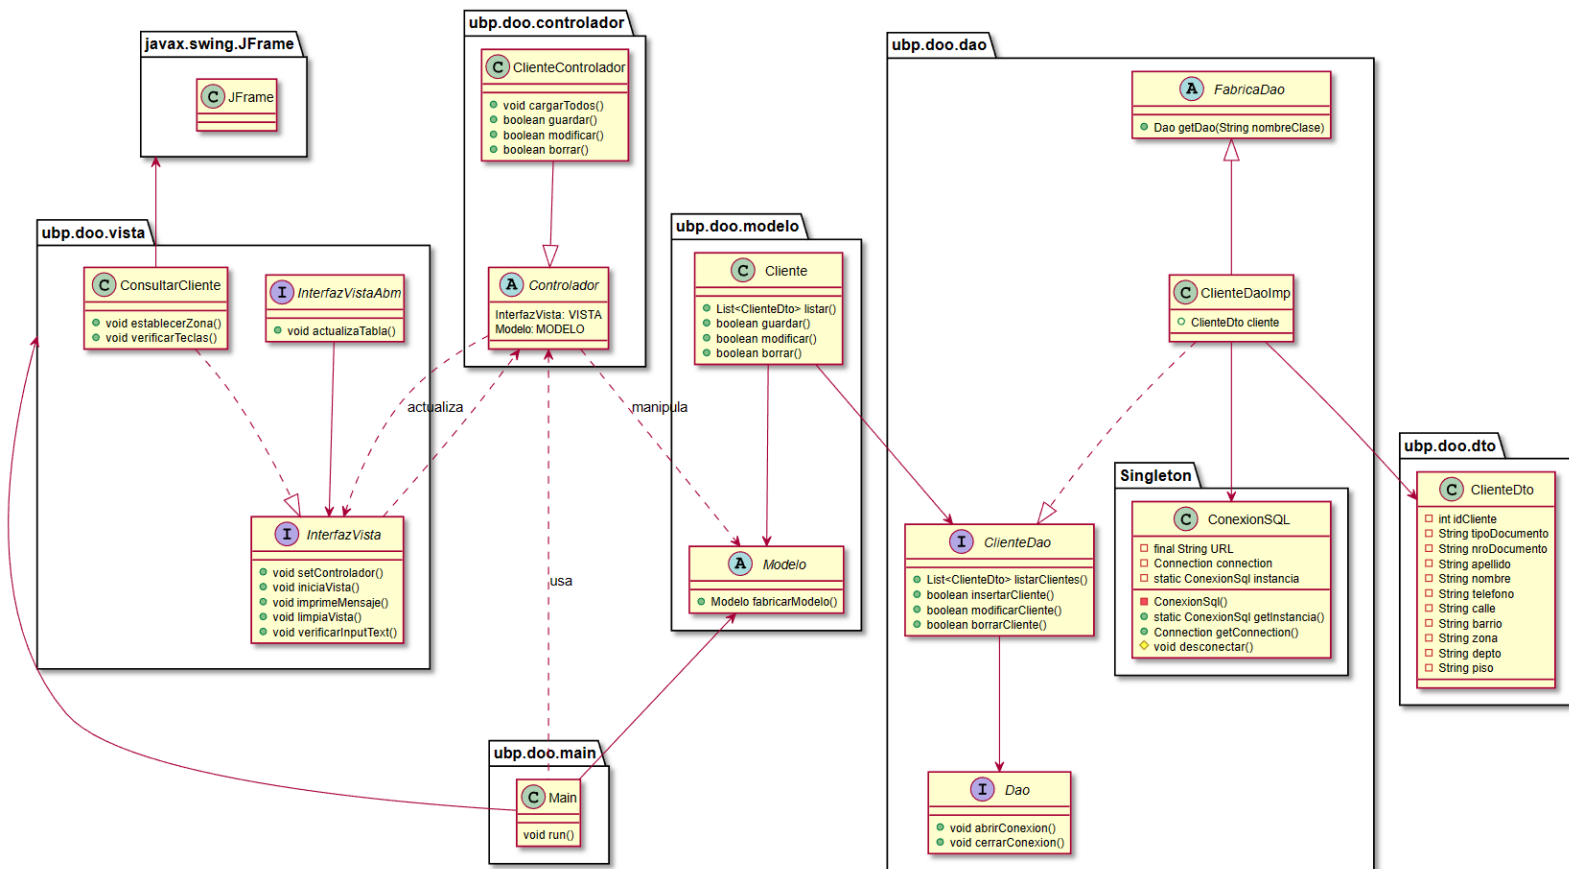 javax.swing.JFrame
C JFrame
ubp.doo.controlador
C ClienteControlador
void cargarTodos()
boolean guardar()
boolean modificar()
boolean borrar()
A Controlador
InterfazVista: VISTA
Modelo: MODELO
ubp.doo.vista
C ConsultarCliente
void establecerZona()
void verificarTeclas()
I InterfazVistaAbm
void actualizaTabla()
I InterfazVista
void setControlador()
void iniciaVista()
void imprimeMensaje()
void limpiaVista()
void verificarInputText()
actualiza
manipula
usa
ubp.doo.modelo
C Cliente
List<ClienteDto> listar()
boolean guardar()
boolean modificar()
boolean borrar()
A Modelo
Modelo fabricarModelo()
ubp.doo.main
C Main
void run()
ubp.doo.dao
A FabricaDao
Dao getDao(String nombreClase)
C ClienteDaoImp
ClienteDto cliente
Singleton
C ConexionSQL
final String URL
Connection connection
static ConexionSql instancia
ConexionSql()
static ConexionSql getInstancia()
Connection getConnection()
void desconectar()
I ClienteDao
List<ClienteDto> listarClientes()
boolean insertarCliente()
boolean modificarCliente()
boolean borrarCliente()
I Dao
void abrirConexion()
void cerrarConexion()
ubp.doo.dto
C ClienteDto
int idCliente
String tipoDocumento
String nroDocumento
String apellido
String nombre
String telefono
String calle
String barrio
String zona
String depto
String piso